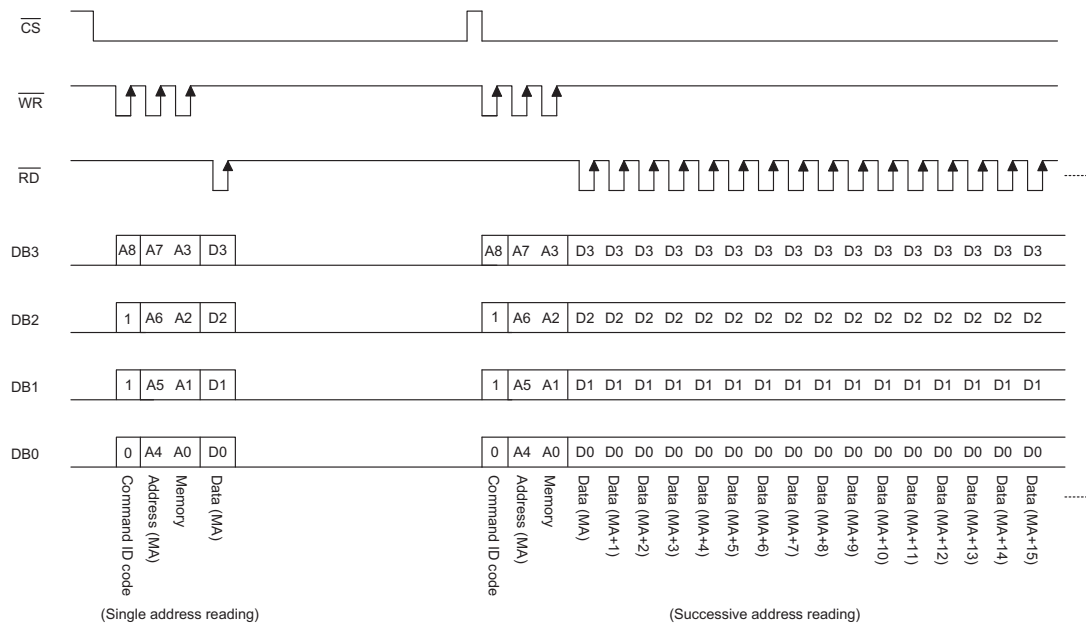 CS
WR
RD
DB3 A8 A7 A3 D3 A8 A7 A3 D3 D3 D3 D3 D3 D3 D3 D3 D3 D3 D3 D3 D3 D3 D3 D3
DB2 1 A6 A2 D2 1 A6 A2 D2 D2 D2 D2 D2 D2 D2 D2 D2 D2 D2 D2 D2 D2 D2 D2
DB1 1 A5 A1 D1 1 A5 A1 D1 D1 D1 D1 D1 D1 D1 D1 D1 D1 D1 D1 D1 D1 D1 D1
DB0 0 A4 A0 D0 0 A4 A0 D0 D0 D0 D0 D0 D0 D0 D0 D0 D0 D0 D0 D0 D0 D0 D0
Command ID code
Address (MA)
Memory
Data (MA)
Command ID code
Address (MA)
Memory
Data (MA)
Data (MA+1)
Data (MA+2)
Data (MA+3)
Data (MA+4)
Data (MA+5)
Data (MA+6)
Data (MA+7)
Data (MA+8)
Data (MA+9)
Data (MA+10)
Data (MA+11)
Data (MA+12)
Data (MA+13)
Data (MA+14)
Data (MA+15)
(Single address reading)
(Successive address reading)